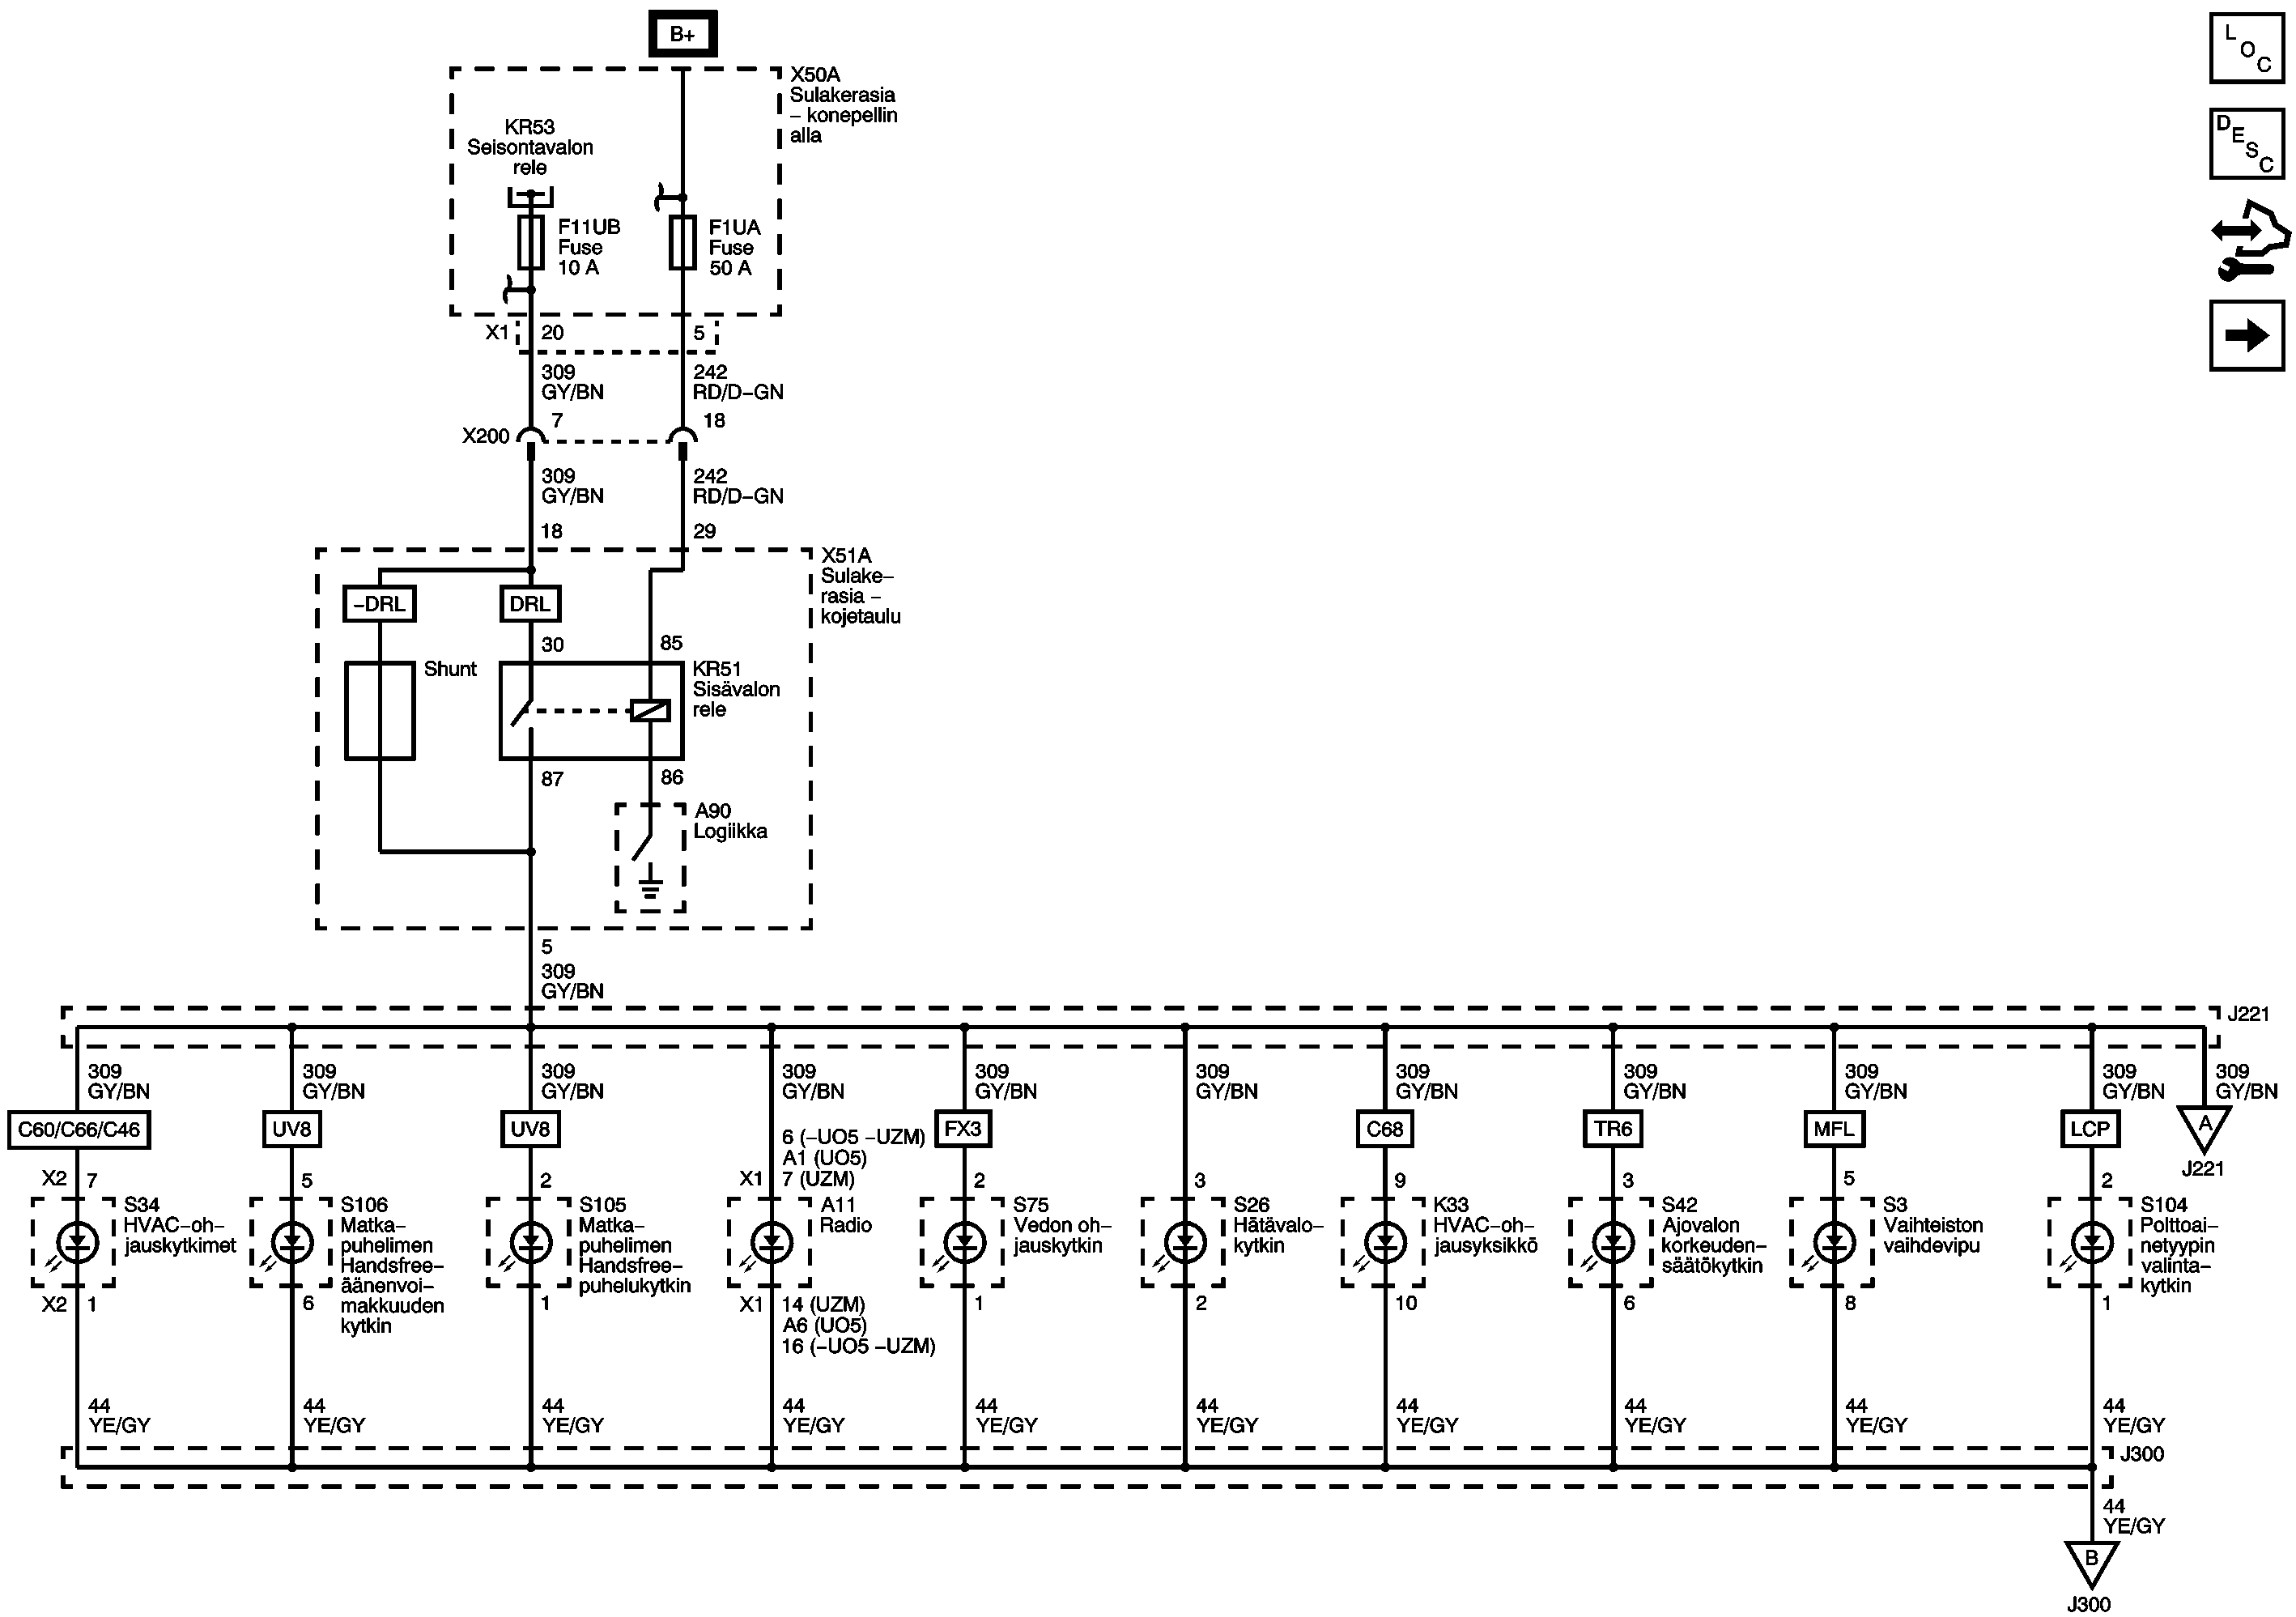 B+
L
O
C
D
E
S
C
X50A
Sulakerasia
– konepellin
alla
KR53
Seisontavalon
rele
F11UB
Fuse
10 A
F1UA
Fuse
50 A
X1
20
5
309
GY/BN
242
RD/D–GN
7
18
X200
309
GY/BN
242
RD/D–GN
18
29
X51A
Sulake–
rasia –
kojetaulu
–DRL
DRL
30
85
Shunt
KR51
Sisävalon
rele
87
86
A90
Logiikka
5
309
GY/BN
J221
309
GY/BN
309
GY/BN
309
GY/BN
309
GY/BN
309
GY/BN
309
GY/BN
309
GY/BN
309
GY/BN
309
GY/BN
309
GY/BN
309
GY/BN
C60/C66/C46
UV8
UV8
6 (–UO5 –UZM)
A1 (UO5)
7 (UZM)
FX3
C68
TR6
MFL
LCP
A
J221
X2
7
5
2
X1
2
3
9
3
5
2
S34
HVAC–oh–
jauskytkimet
S106
Matka–
puhelimen
Handsfree–
äänenvoi–
makkuuden
kytkin
S105
Matka–
puhelimen
Handsfree–
puhelukytkin
A11
Radio
S75
Vedon oh–
jauskytkin
S26
Hätävalo–
kytkin
K33
HVAC–oh–
jausyksikkö
S42
Ajovalon
korkeuden–
säätökytkin
S3
Vaihteiston
vaihdevipu
S104
Polttoai–
netyypin
valinta–
kytkin
X2
1
6
1
X1
14 (UZM)
A6 (UO5)
16 (–UO5 –UZM)
1
2
10
6
8
1
44
YE/GY
44
YE/GY
44
YE/GY
44
YE/GY
44
YE/GY
44
YE/GY
44
YE/GY
44
YE/GY
44
YE/GY
44
YE/GY
J300
44
YE/GY
B
J300